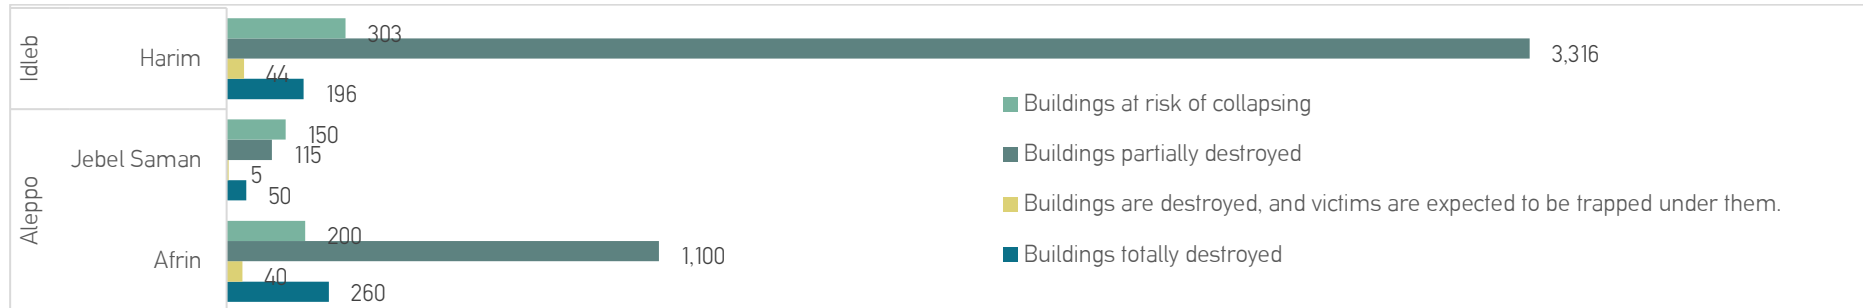 Idleb
Harim
303
3,316
44
196
Aleppo
Jebel Saman
150
115
5
50
Afrin
200
1,100
40
260
Buildings at risk of collapsing
Buildings partially destroyed
Buildings are destroyed, and victims are expected to be trapped under them.
Buildings totally destroyed